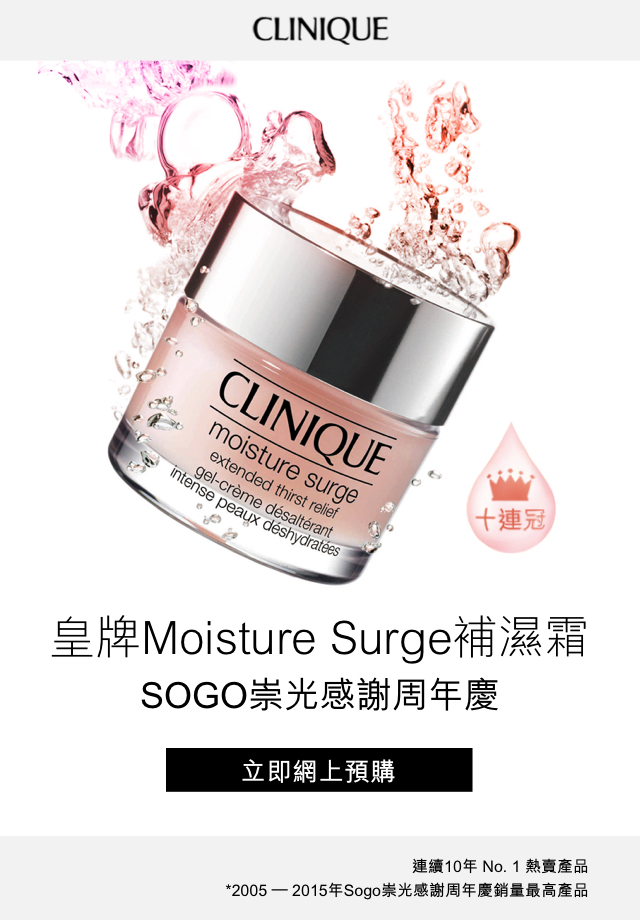 CLINIQUE
CLINIQUE
moisture surge
extended thirst relief
gel-crème désaltérant
intense peaux déshydratées
十連冠
皇牌Moisture Surge補濕霜
SOGO崇光感謝周年慶
立即網上預購
連續10年 No. 1 熱賣產品
*2005 — 2015年Sogo崇光感謝周年慶銷量最高產品